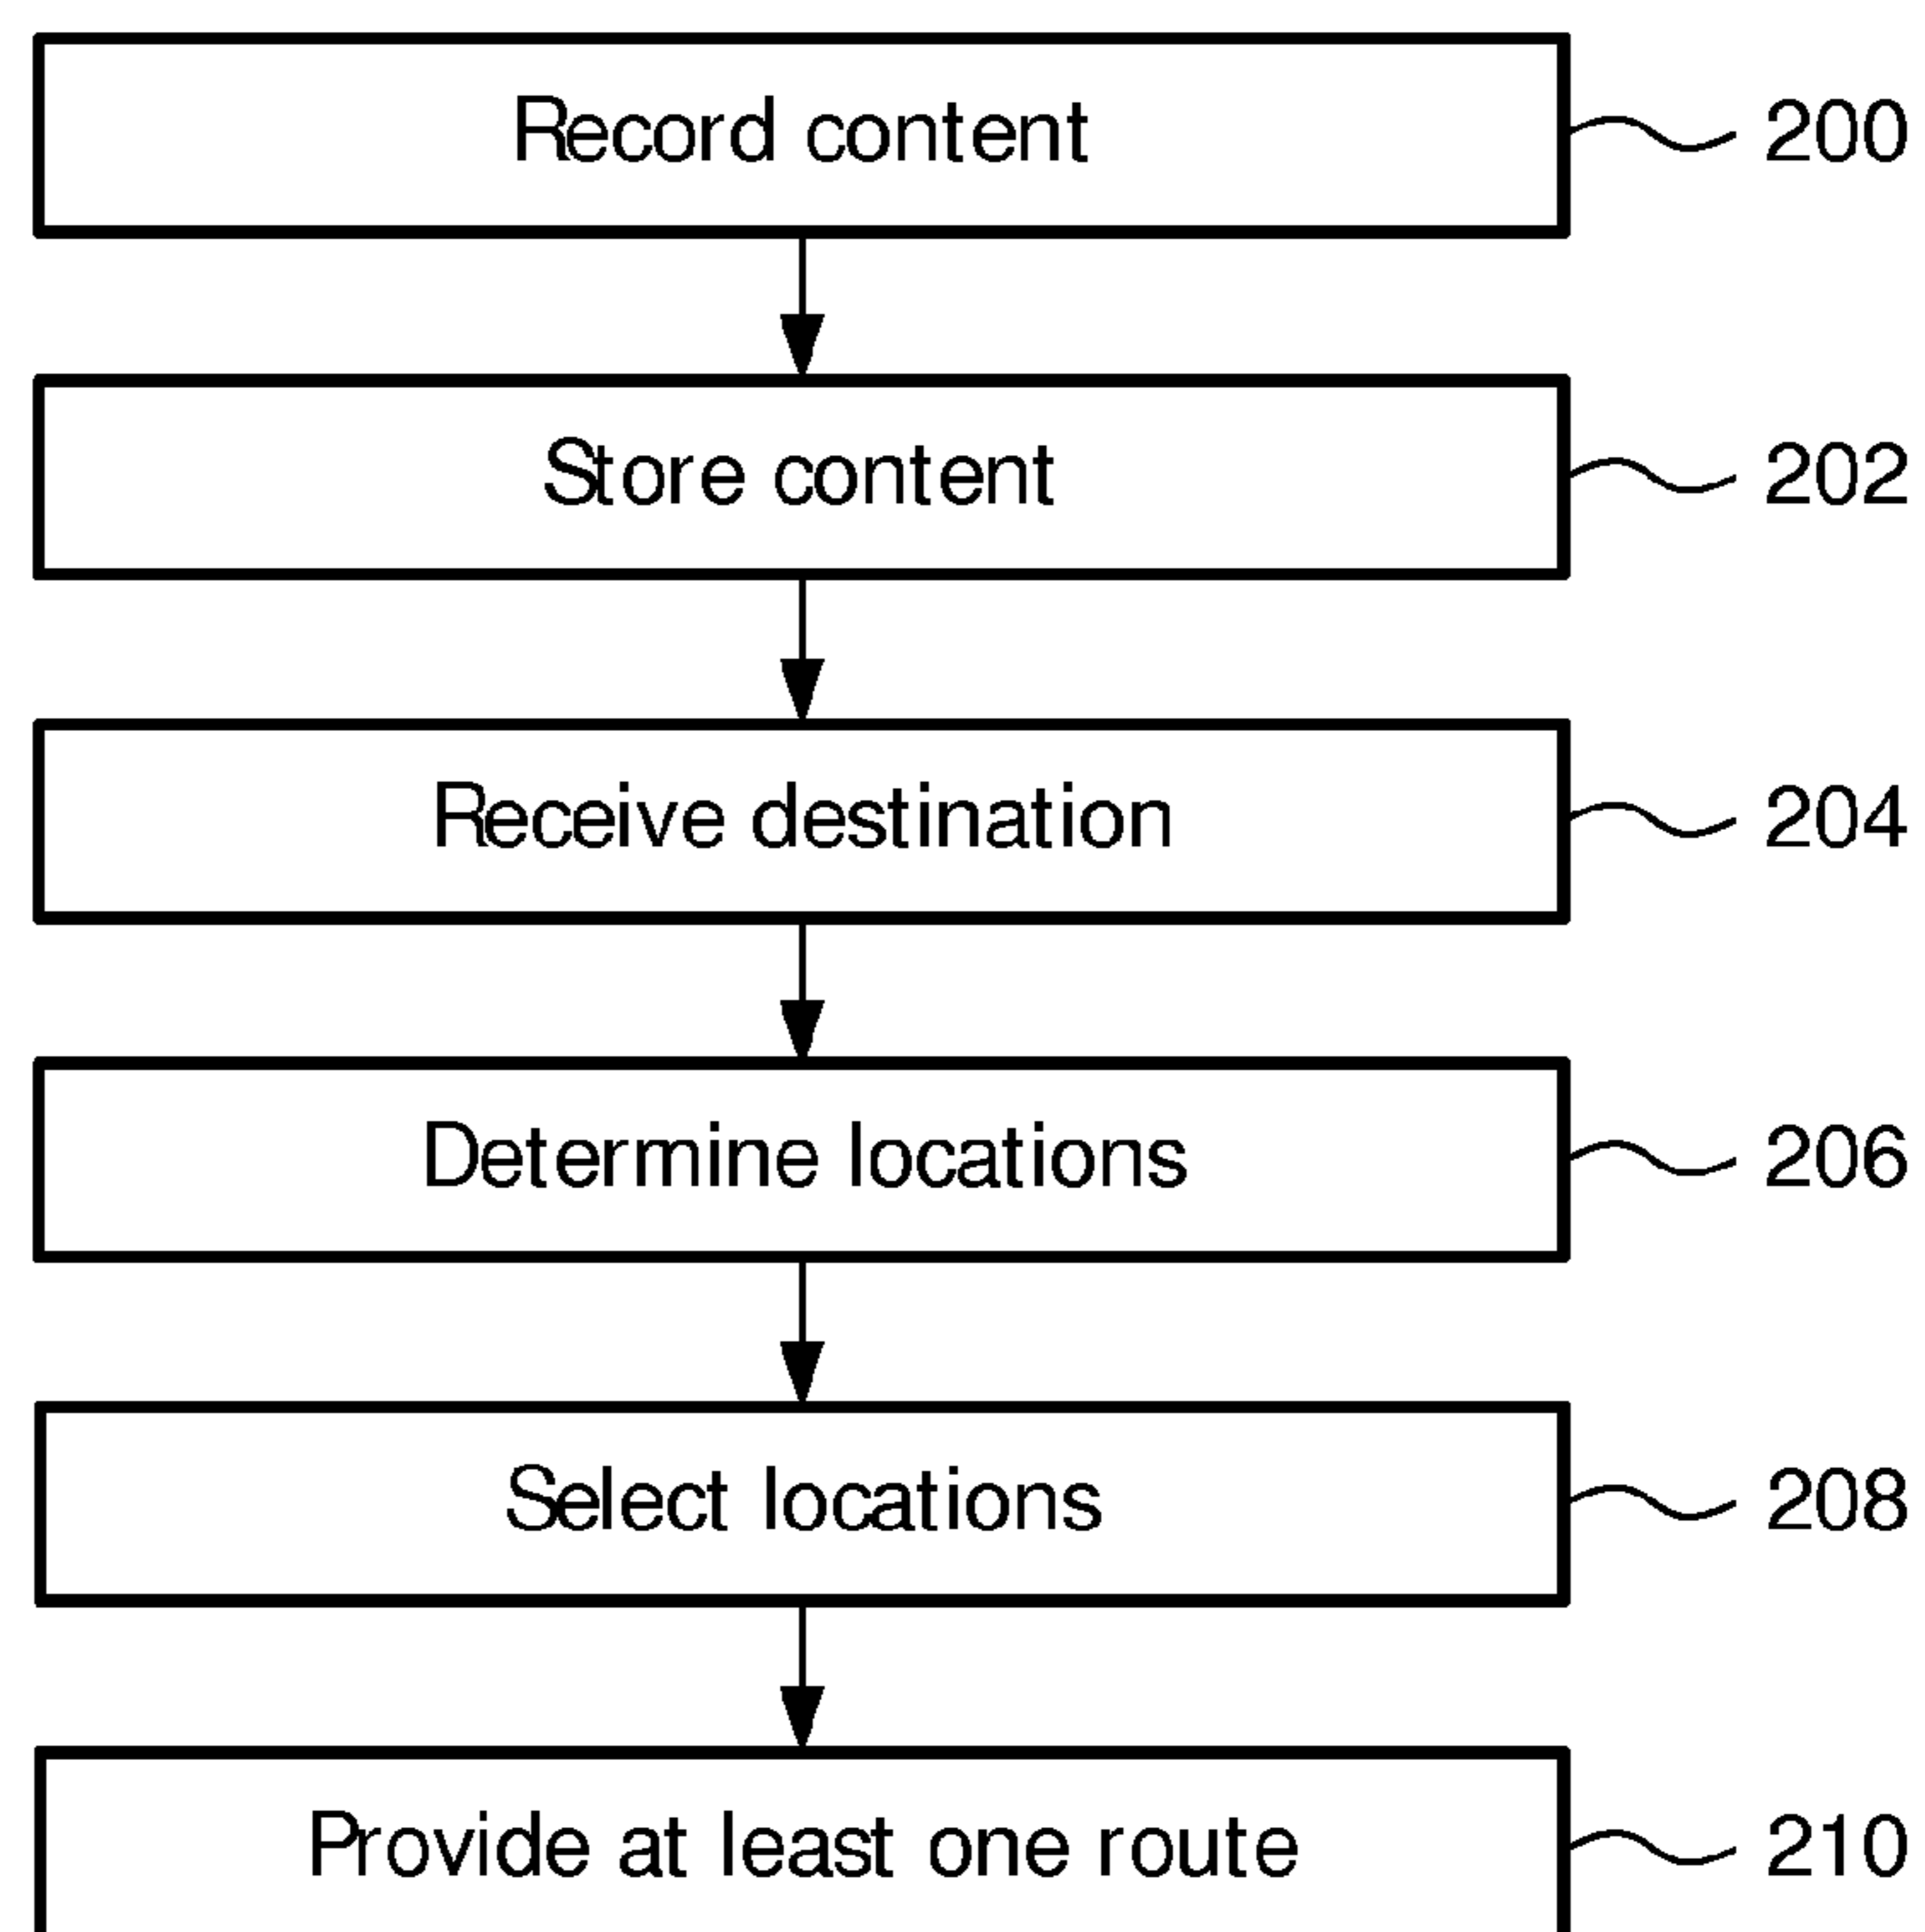 Record content 200
Store content 202
Receive destination 204
Determine locations 206
Select locations 208
Provide at least one route 210